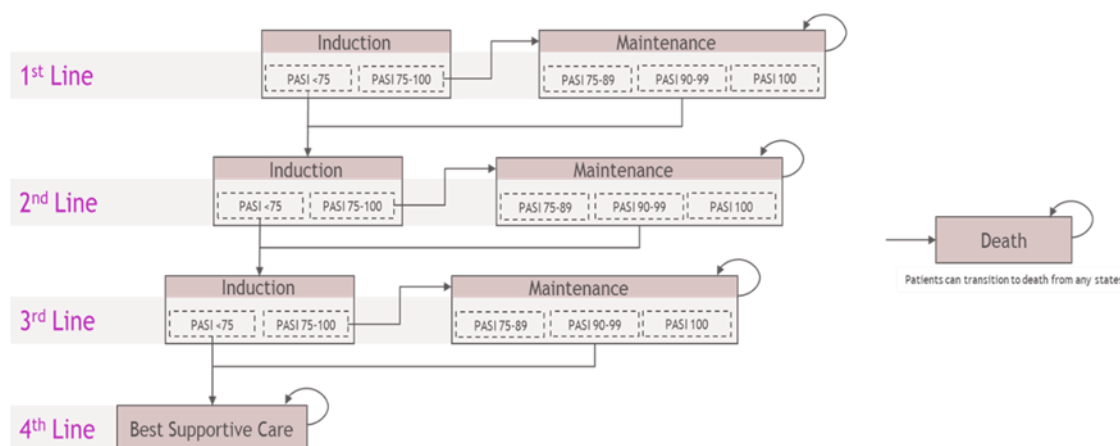 Induction
Maintenance
1st Line
PASI <75
PASI 75-100
PASI 75-89
PASI 90-99
PASI 100
Induction
Maintenance
2nd Line
PASI <75
PASI 75-100
PASI 75-89
PASI 90-99
PASI 100
Death
Patients can transition to death from any states
Induction
Maintenance
3rd Line
PASI <75
PASI 75-100
PASI 75-89
PASI 90-99
PASI 100
4th Line
Best Supportive Care